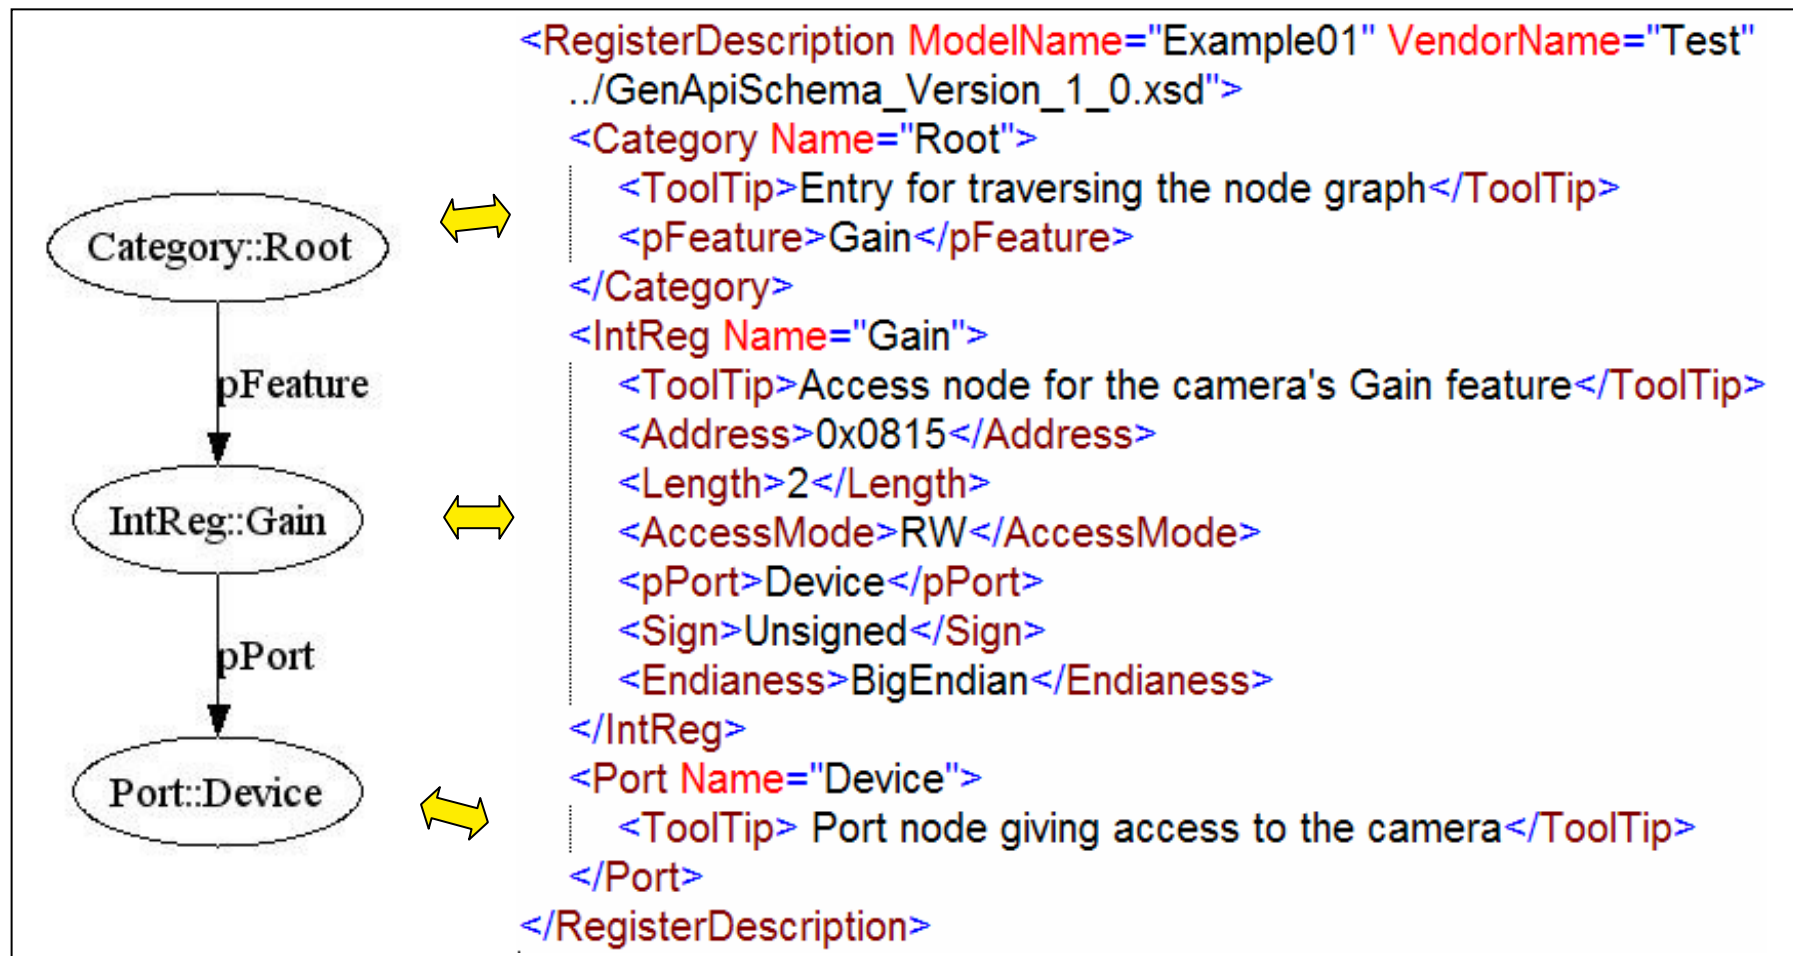 <RegisterDescription ModelName="Example01" VendorName="Test"
../GenApiSchema_Version_1_0.xsd">
<Category Name="Root">
<ToolTip>Entry for traversing the node graph</ToolTip>
<pFeature>Gain</pFeature>
</Category>
<IntReg Name="Gain">
<ToolTip>Access node for the camera's Gain feature</ToolTip>
<Address>0x0815</Address>
<Length>2</Length>
<AccessMode>RW</AccessMode>
<pPort>Device</pPort>
<Sign>Unsigned</Sign>
<Endianess>BigEndian</Endianess>
</IntReg>
<Port Name="Device">
<ToolTip> Port node giving access to the camera</ToolTip>
</Port>
</RegisterDescription>
Category::Root
pFeature
IntReg::Gain
pPort
Port::Device